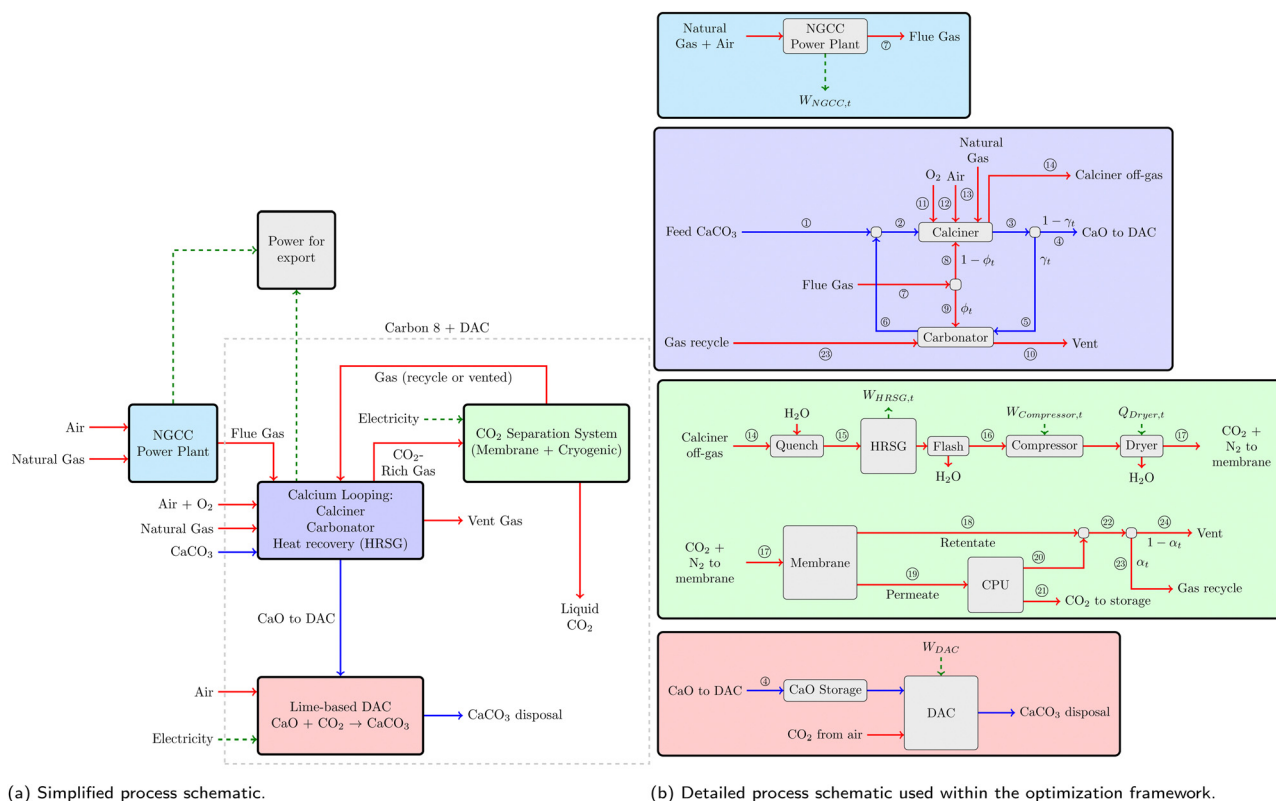 Power for
export
Carbon 8 + DAC
Gas (recycle or vented)
Electricity
Air
Natural Gas
NGCC
Power Plant
Flue Gas
CO₂ Separation System
(Membrane + Cryogenic)
CO₂-
Rich Gas
Air + O₂
Natural Gas
CaCO₃
Calcium Looping:
Calciner
Carbonator
Heat recovery (HRSG)
Vent Gas
Liquid
CO₂
CaO to DAC
Air
Electricity
Lime-based DAC
CaO + CO₂ → CaCO₃
CaCO₃ disposal
(a) Simplified process schematic.
Natural
Gas + Air
NGCC
Power Plant
⑦
Flue Gas
W_NGCC,t
Natural
Gas
O₂ Air
⑪ ⑫ ⑬
⑭
Calciner off-gas
Feed CaCO₃
①
②
Calciner
③
1 − γₜ
④
CaO to DAC
⑧
1 − ϕₜ
γₜ
Flue Gas
⑦
⑨
ϕₜ
⑥
⑤
Gas recycle
㉓
Carbonator
⑩
Vent
W_HRSG,t
W_Compressor,t
Q_Dryer,t
H₂O
Calciner
off-gas
⑭
Quench
⑮
HRSG
Flash
⑯
Compressor
Dryer
⑰
CO₂ +
N₂ to
membrane
H₂O
H₂O
CO₂ +
N₂ to
membrane
⑰
Membrane
⑱
Retentate
㉒
㉔
1 − αₜ
Vent
⑲
Permeate
CPU
⑳
㉑
CO₂ to storage
㉓
αₜ
Gas recycle
W_DAC
CaO to DAC
④
CaO Storage
DAC
CaCO₃ disposal
CO₂ from air
(b) Detailed process schematic used within the optimization framework.